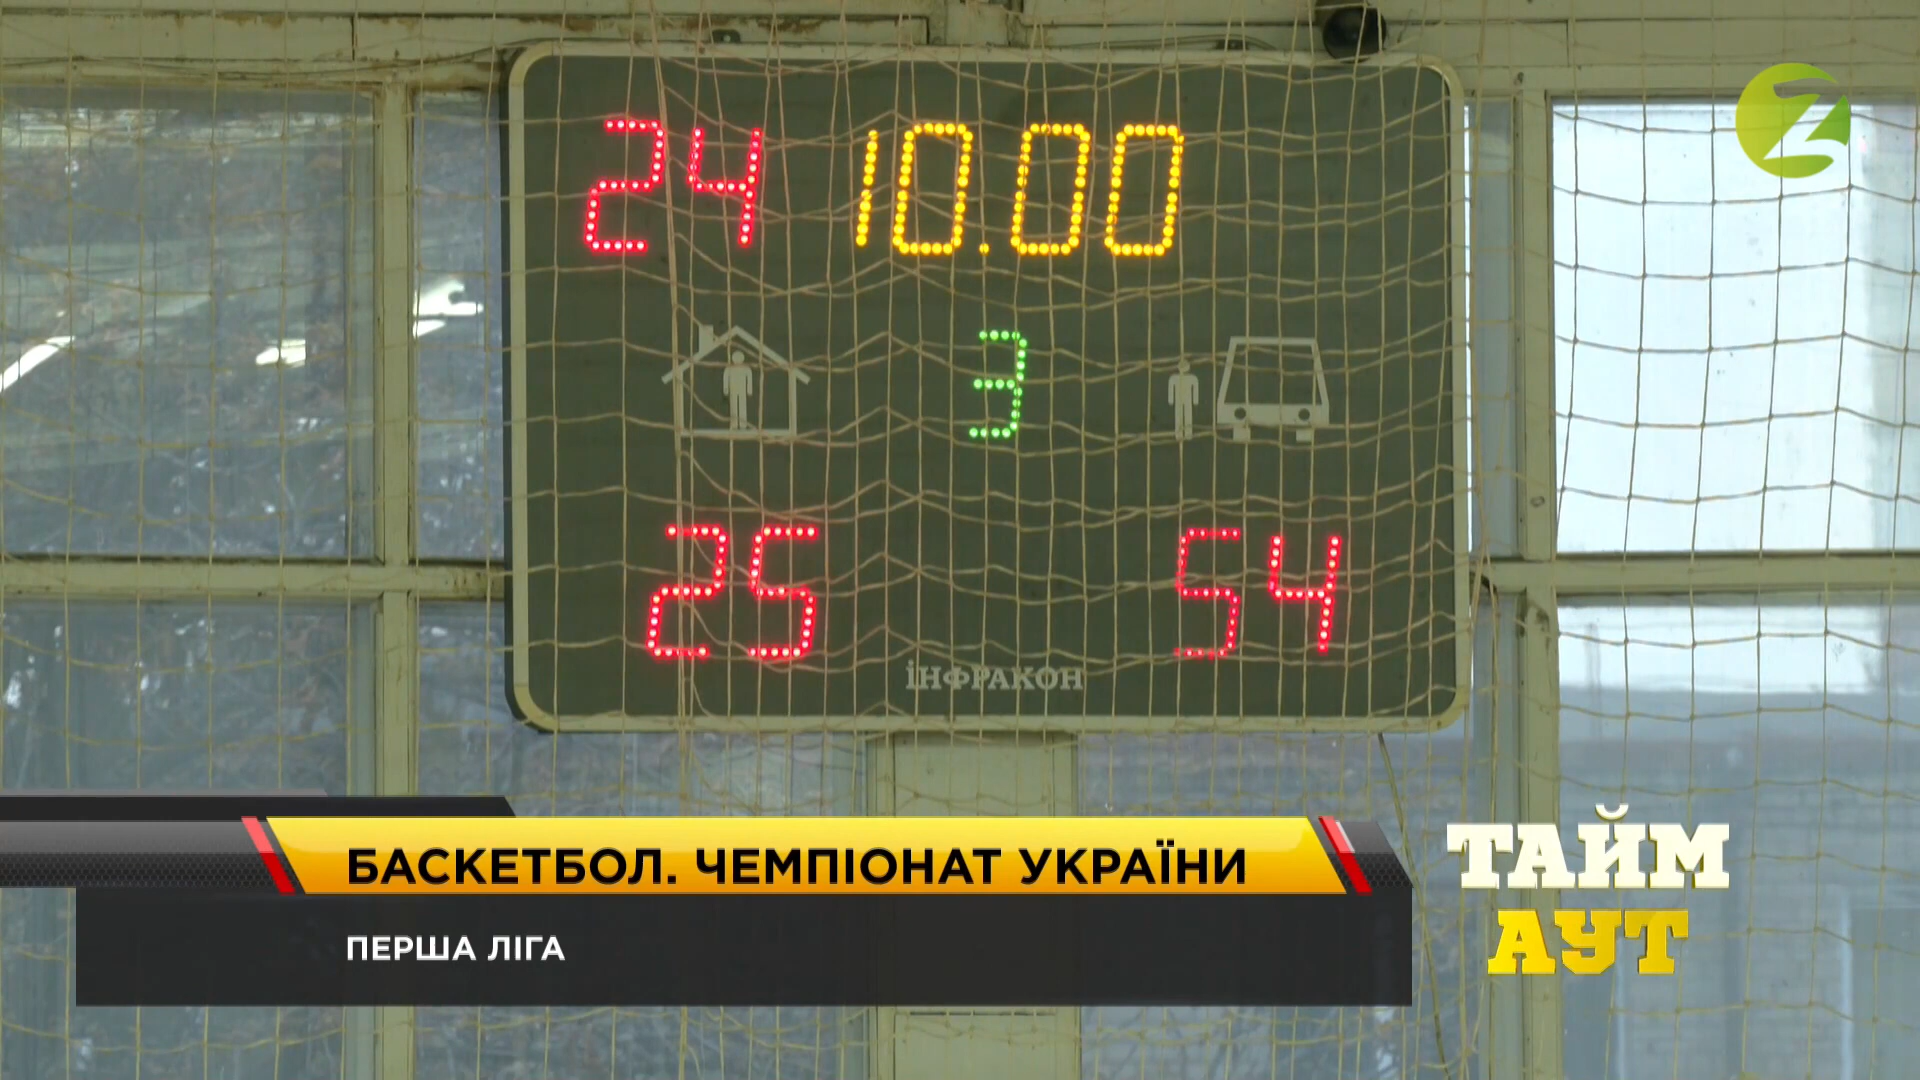 24 10.00
3
25 54
ІНФРАКОН
БАСКЕТБОЛ. ЧЕМПІОНАТ УКРАЇНИ
ПЕРША ЛІГА
ТАЙМ
АУТ
Z